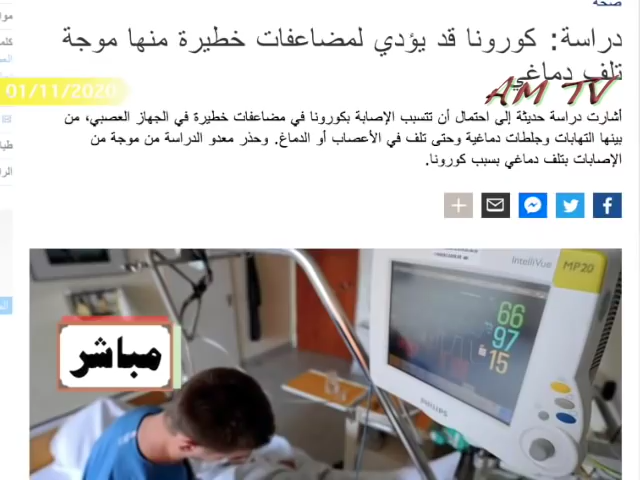 صحة
دراسة: كورونا قد يؤدي لمضاعفات خطيرة منها موجة
تلف دماغي
AM TV
01/11/2020
أشارت دراسة حديثة إلى احتمال أن تتسبب الإصابة بكورونا في مضاعفات خطيرة في الجهاز العصبي، من
بينها التهابات وجلطات دماغية وحتى تلف في الأعصاب أو الدماغ. وحذر معدو الدراسة من موجة من
الإصابات بتلف دماغي بسبب كورونا.
IntelliVue
MP20
66
97
15
PHILIPS
مباشر